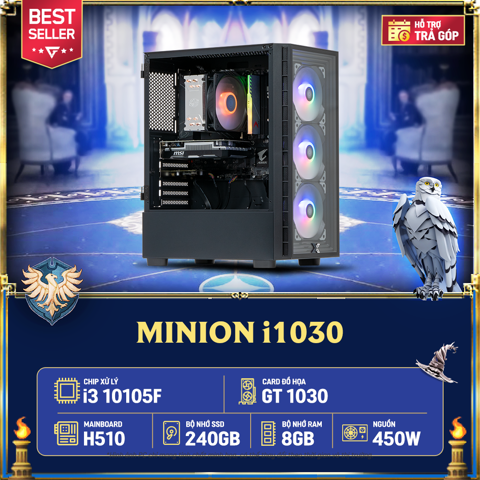 BEST
SELLER
HỖ TRỢ
TRẢ GÓP
msi
MINION i1030
CHIP XỬ LÝ
i3 10105F
CARD ĐỒ HỌA
GT 1030
MAINBOARD
H510
BỘ NHỚ SSD
240GB
BỘ NHỚ RAM
8GB
NGUỒN
450W